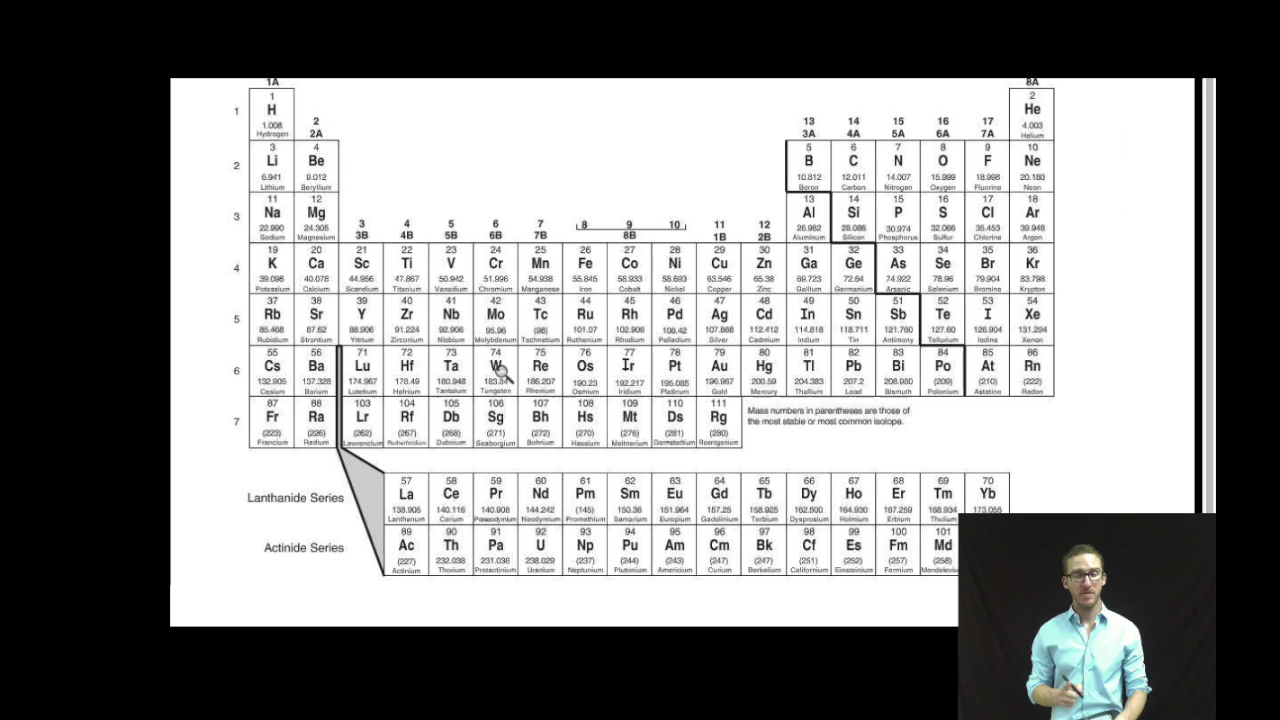 1A 8A
1 2
1 H He
1.008 4.003
Hydrogen Helium
2 13 14 15 16 17
2A 3A 4A 5A 6A 7A
3 4 5 6 7 8 9 10
2 Li Be B C N O F Ne
6.941 9.012 10.812 12.011 14.007 15.999 18.998 20.180
Lithium Beryllium Boron Carbon Nitrogen Oxygen Fluorine Neon
11 12 13 14 15 16 17 18
3 Na Mg Al Si P S Cl Ar
22.990 24.305 26.982 28.086 30.974 32.066 35.453 39.948
Sodium Magnesium Aluminum Silicon Phosphorus Sulfur Chlorine Argon
3 4 5 6 7 8 9 10 11 12
3B 4B 5B 6B 7B 8B 1B 2B
19 20 21 22 23 24 25 26 27 28 29 30 31 32 33 34 35 36
4 K Ca Sc Ti V Cr Mn Fe Co Ni Cu Zn Ga Ge As Se Br Kr
39.098 40.078 44.956 47.867 50.942 51.996 54.938 55.845 58.933 58.693 63.546 65.38 69.723 72.64 74.922 78.96 79.904 83.798
Potassium Calcium Scandium Titanium Vanadium Chromium Manganese Iron Cobalt Nickel Copper Zinc Gallium Germanium Arsenic Selenium Bromine Krypton
37 38 39 40 41 42 43 44 45 46 47 48 49 50 51 52 53 54
5 Rb Sr Y Zr Nb Mo Tc Ru Rh Pd Ag Cd In Sn Sb Te I Xe
85.468 87.62 88.906 91.224 92.906 95.96 (98) 101.07 102.906 106.42 107.868 112.412 114.818 118.711 121.760 127.60 126.904 131.294
Rubidium Strontium Yttrium Zirconium Niobium Molybdenum Technetium Ruthenium Rhodium Palladium Silver Cadmium Indium Tin Antimony Tellurium Iodine Xenon
55 56 71 72 73 74 75 76 77 78 79 80 81 82 83 84 85 86
6 Cs Ba Lu Hf Ta W Re Os Ir Pt Au Hg Tl Pb Bi Po At Rn
132.905 137.328 174.967 178.49 180.948 183.84 186.207 190.23 192.217 195.085 196.967 200.59 204.383 207.2 208.980 (209) (210) (222)
Cesium Barium Lutetium Hafnium Tantalum Tungsten Rhenium Osmium Iridium Platinum Gold Mercury Thallium Lead Bismuth Polonium Astatine Radon
87 88 103 104 105 106 107 108 109 110 111
7 Fr Ra Lr Rf Db Sg Bh Hs Mt Ds Rg
(223) (226) (262) (267) (268) (271) (272) (270) (276) (281) (280)
Francium Radium Lawrencium Rutherfordium Dubnium Seaborgium Bohrium Hassium Meitnerium Darmstadtium Roentgenium
Mass numbers in parentheses are those of
the most stable or most common isotope.
57 58 59 60 61 62 63 64 65 66 67 68 69 70
Lanthanide Series La Ce Pr Nd Pm Sm Eu Gd Tb Dy Ho Er Tm Yb
138.905 140.116 140.908 144.242 (145) 150.36 151.964 157.25 158.925 162.500 164.930 167.259 168.934 173.055
Lanthanum Cerium Praseodymium Neodymium Promethium Samarium Europium Gadolinium Terbium Dysprosium Holmium Erbium Thulium
89 90 91 92 93 94 95 96 97 98 99 100 101
Actinide Series Ac Th Pa U Np Pu Am Cm Bk Cf Es Fm Md
(227) 232.038 231.036 238.029 (237) (244) (243) (247) (247) (251) (252) (257) (258)
Actinium Thorium Protactinium Uranium Neptunium Plutonium Americium Curium Berkelium Californium Einsteinium Fermium